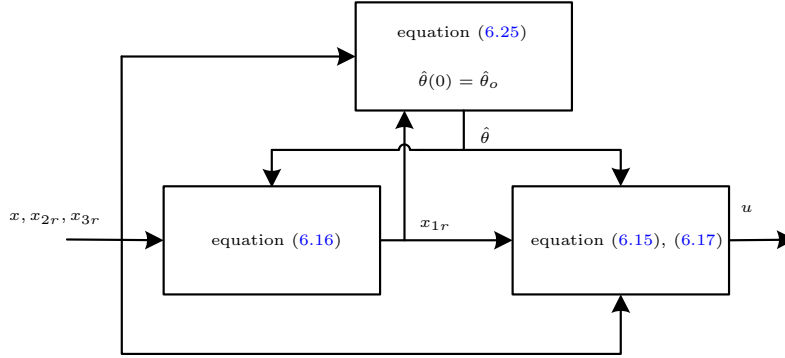 equation (6.25)
θ̂(0) = θ̂ₒ
θ̂
x, x₂ᵣ, x₃ᵣ
equation (6.16)
x₁ᵣ
equation (6.15), (6.17)
u